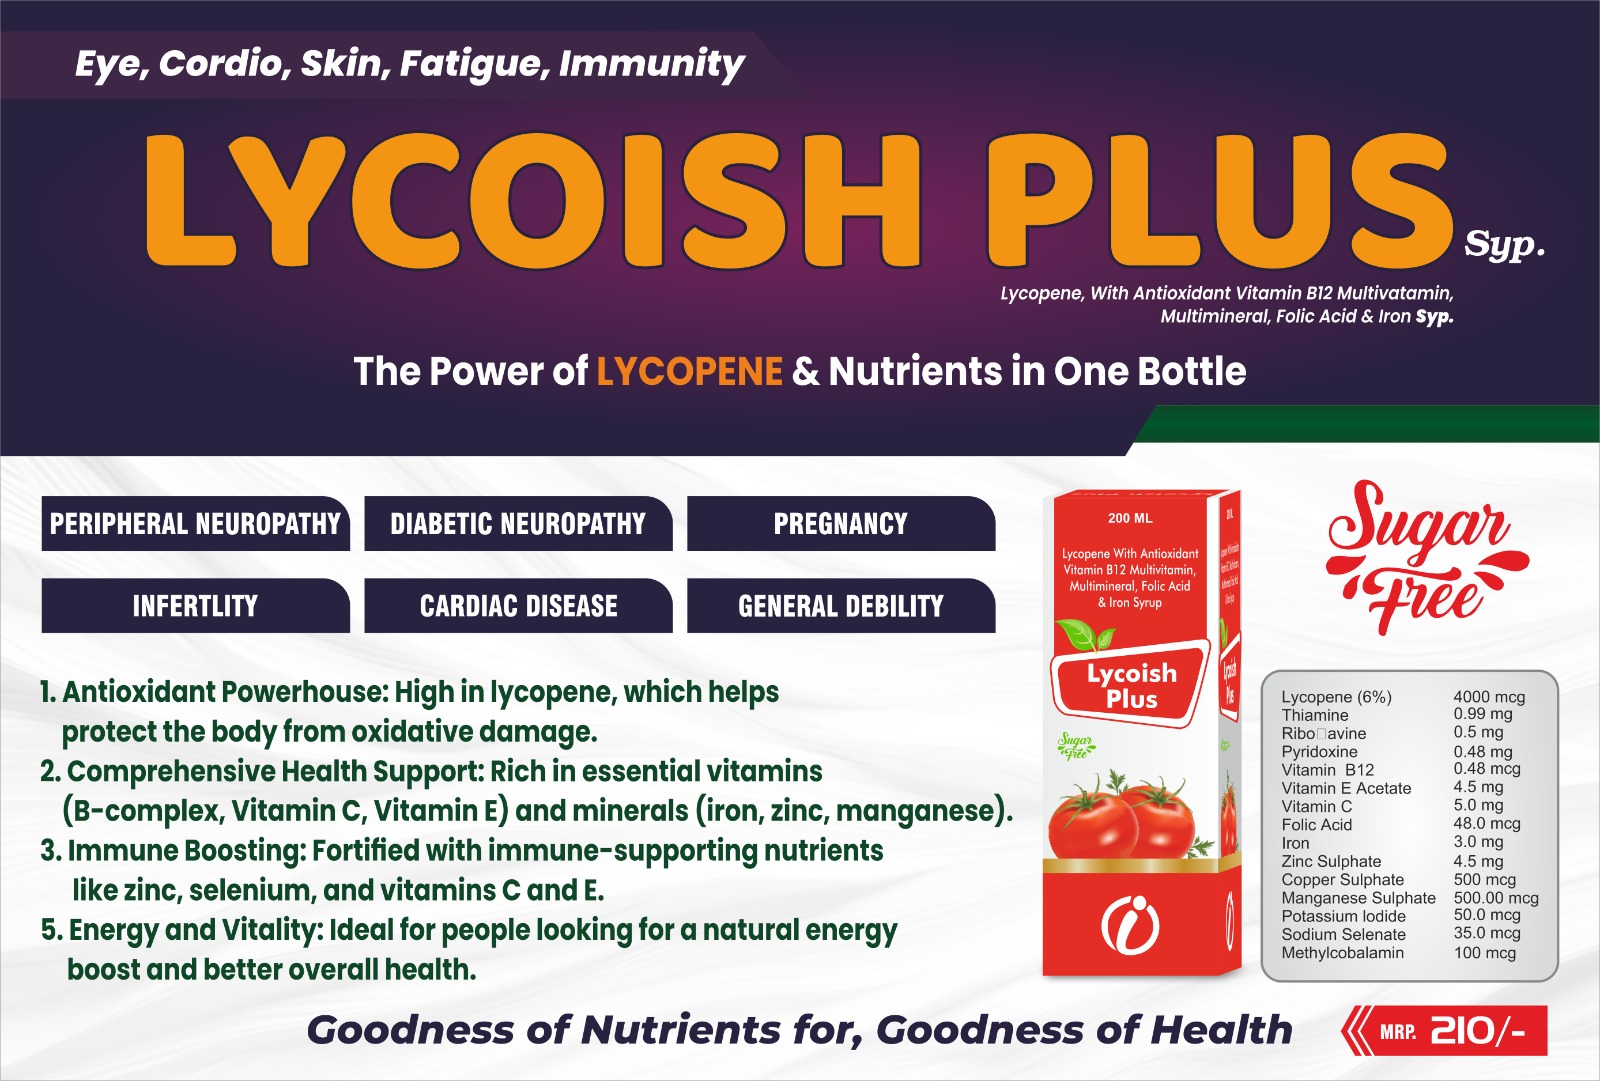 Eye, Cordio, Skin, Fatigue, Immunity
LYCOISH PLUS Syp.
Lycopene, With Antioxidant Vitamin B12 Multivatamin,
Multimineral, Folic Acid & Iron Syp.
The Power of LYCOPENE & Nutrients in One Bottle
PERIPHERAL NEUROPATHY
DIABETIC NEUROPATHY
PREGNANCY
INFERTLITY
CARDIAC DISEASE
GENERAL DEBILITY
1. Antioxidant Powerhouse: High in lycopene, which helps
protect the body from oxidative damage.
2. Comprehensive Health Support: Rich in essential vitamins
(B-complex, Vitamin C, Vitamin E) and minerals (iron, zinc, manganese).
3. Immune Boosting: Fortified with immune-supporting nutrients
like zinc, selenium, and vitamins C and E.
5. Energy and Vitality: Ideal for people looking for a natural energy
boost and better overall health.
200 ML
Lycopene With Antioxidant
Vitamin B12 Multivitamin,
Multimineral, Folic Acid
& Iron Syrup
Lycoish
Plus
Sugar
Free
Lycoish
Plus
Sugar
Free
Lycopene (6%) 4000 mcg
Thiamine 0.99 mg
Ribo□avine 0.5 mg
Pyridoxine 0.48 mg
Vitamin B12 0.48 mcg
Vitamin E Acetate 4.5 mg
Vitamin C 5.0 mg
Folic Acid 48.0 mcg
Iron 3.0 mg
Zinc Sulphate 4.5 mg
Copper Sulphate 500 mcg
Manganese Sulphate 500.00 mcg
Potassium Iodide 50.0 mcg
Sodium Selenate 35.0 mcg
Methylcobalamin 100 mcg
Goodness of Nutrients for, Goodness of Health
MRP. 210/-